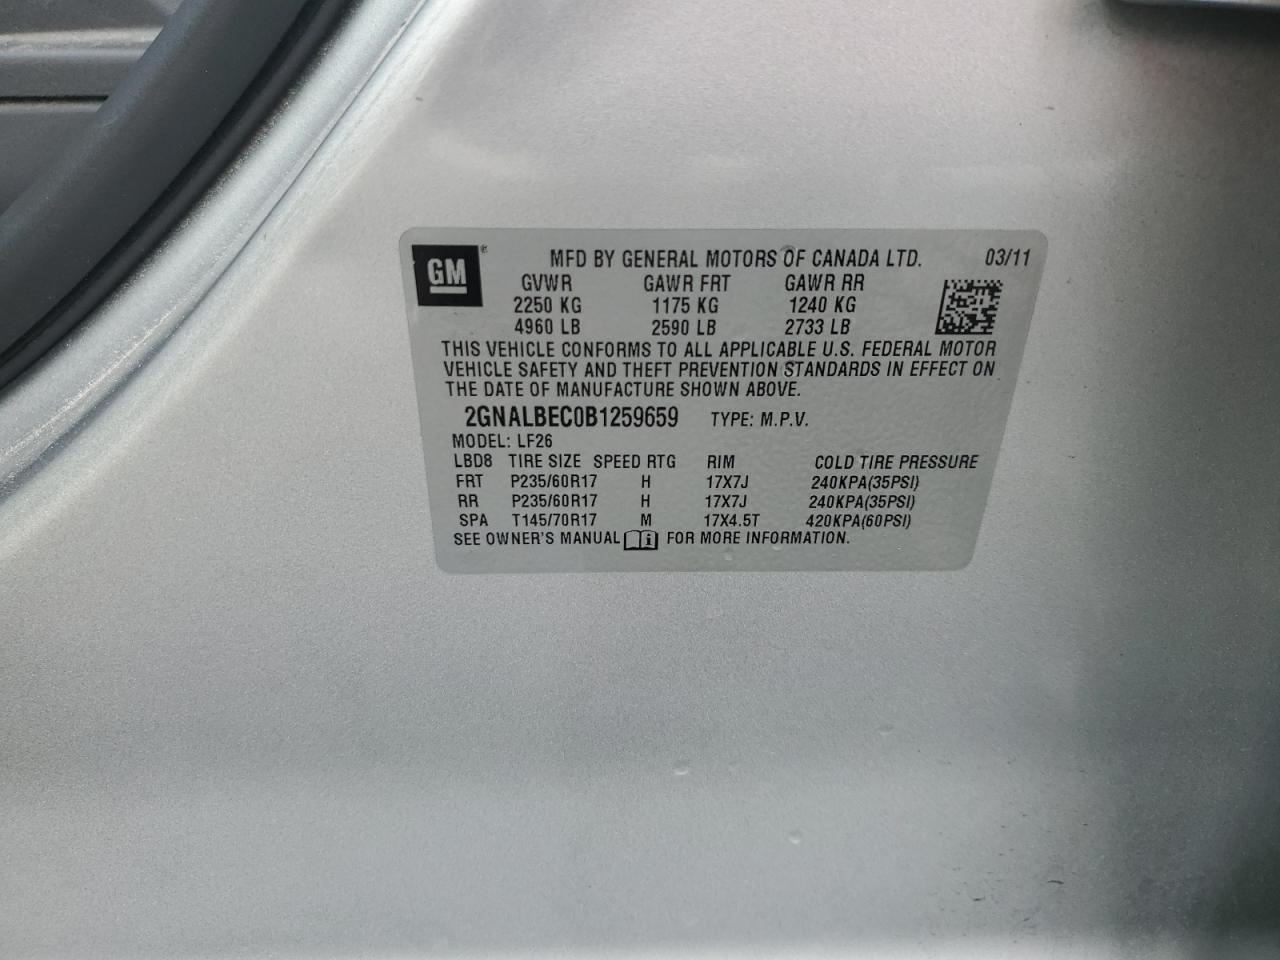 GM ® MFD BY GENERAL MOTORS OF CANADA LTD. 03/11
GVWR GAWR FRT GAWR RR
2250 KG 1175 KG 1240 KG
4960 LB 2590 LB 2733 LB
THIS VEHICLE CONFORMS TO ALL APPLICABLE U.S. FEDERAL MOTOR
VEHICLE SAFETY AND THEFT PREVENTION STANDARDS IN EFFECT ON
THE DATE OF MANUFACTURE SHOWN ABOVE.
2GNALBEC0B1259659 TYPE: M.P.V.
MODEL: LF26
LBD8 TIRE SIZE SPEED RTG RIM COLD TIRE PRESSURE
FRT P235/60R17 H 17X7J 240KPA(35PSI)
RR P235/60R17 H 17X7J 240KPA(35PSI)
SPA T145/70R17 M 17X4.5T 420KPA(60PSI)
SEE OWNER'S MANUAL i FOR MORE INFORMATION.